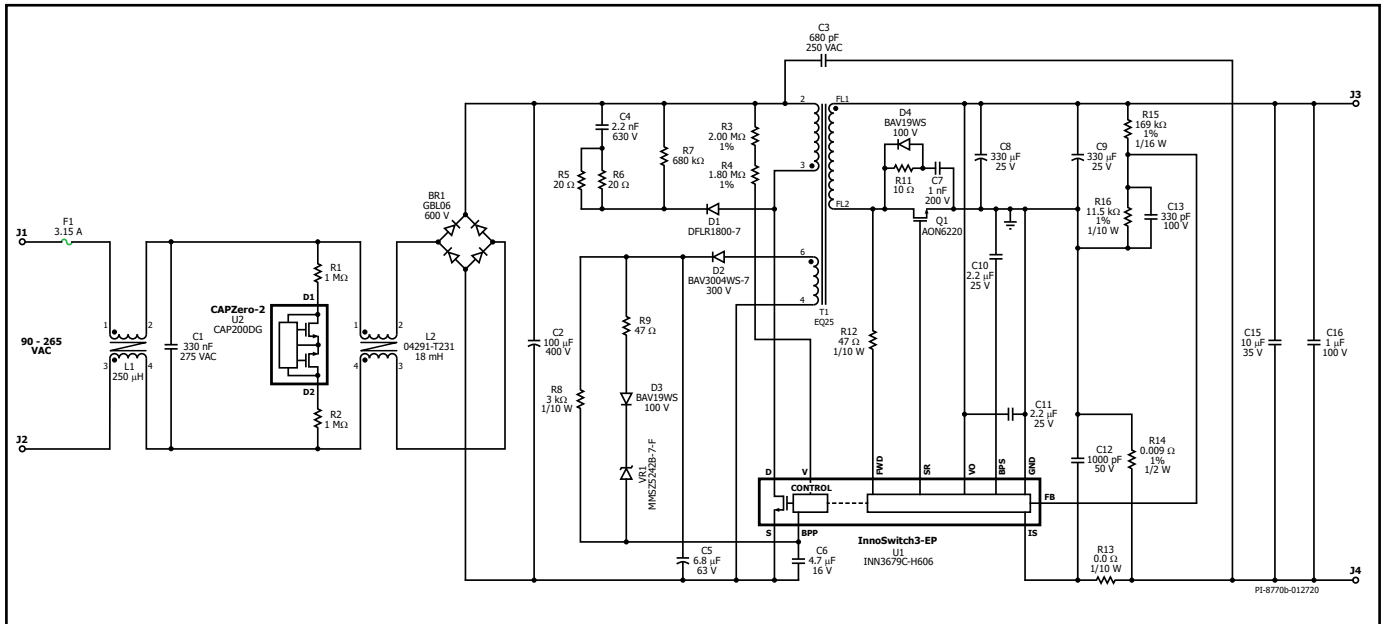 C3
680 pF
250 VAC
J3
2
FL1
D4
BAV19WS
100 V
R15
169 kΩ
1%
1/16 W
C4
2.2 nF
630 V
R3
2.00 MΩ
1%
R7
680 kΩ
C8
330 µF
25 V
C9
330 µF
25 V
R5
20 Ω
R6
20 Ω
R4
1.80 MΩ
1%
3
R11
10 Ω
C7
1 nF
200 V
BR1
GBL06
600 V
R16
11.5 kΩ
1%
1/10 W
C13
330 pF
100 V
FL2
Q1
AON6220
D1
DFLR1800-7
F1
3.15 A
J1
6
D2
BAV3004WS-7
300 V
4
T1
EQ25
C10
2.2 µF
25 V
R1
1 MΩ
D1
CAPZero-2
U2
CAP200DG
D2
R2
1 MΩ
90 - 265
VAC
1
2
L1
250 µH
3
4
C1
330 nF
275 VAC
1
2
L2
04291-T231
18 mH
4
3
C2
100 µF
400 V
R9
47 Ω
R12
47 Ω
1/10 W
C15
10 µF
35 V
C16
1 µF
100 V
R8
3 kΩ
1/10 W
D3
BAV19WS
100 V
C11
2.2 µF
25 V
J2
VR1
MMSZ5242B-7-F
C12
1000 pF
50 V
R14
0.009 Ω
1%
1/2 W
D
V
FWD
SR
VO
BPS
GND
CONTROL
FB
S
BPP
IS
InnoSwitch3-EP
U1
INN3679C-H606
C5
6.8 µF
63 V
C6
4.7 µF
16 V
R13
0.0 Ω
1/10 W
J4
PI-8770b-012720